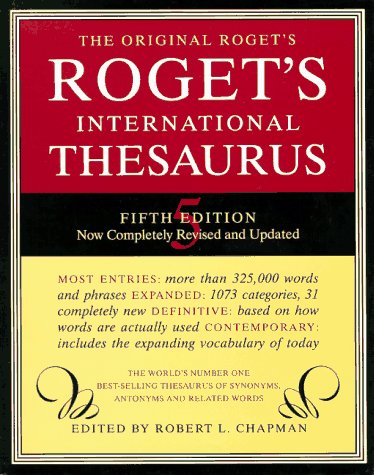 THE ORIGINAL ROGET'S
ROGET'S
INTERNATIONAL
THESAURUS
5
FIFTH EDITION
Now Completely Revised and Updated
MOST ENTRIES: more than 325,000 words
and phrases EXPANDED: 1073 categories, 31
completely new DEFINITIVE: based on how
words are actually used CONTEMPORARY:
includes the expanding vocabulary of today
THE WORLD'S NUMBER ONE
BEST-SELLING THESAURUS OF SYNONYMS,
ANTONYMS AND RELATED WORDS
EDITED BY ROBERT L. CHAPMAN